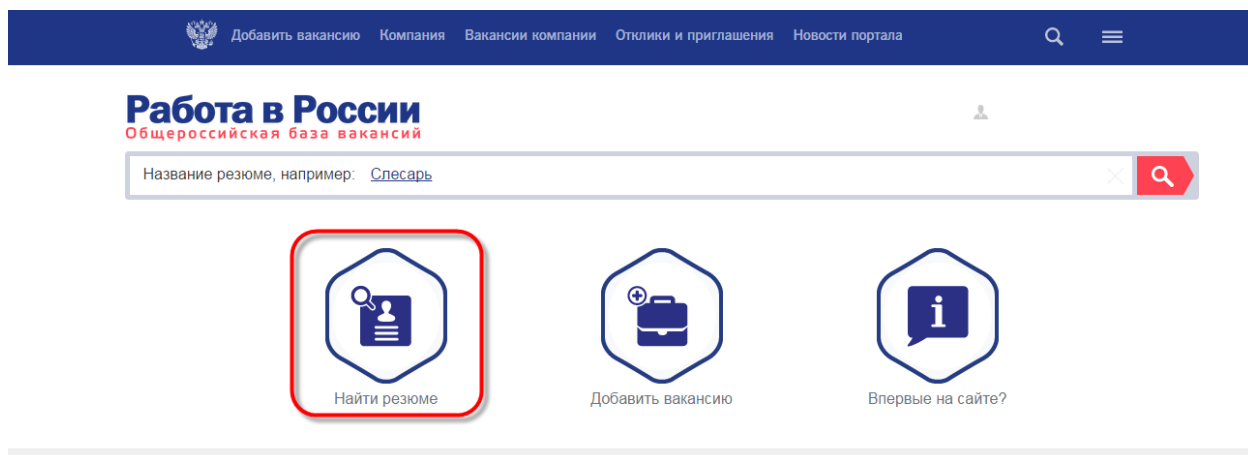 Добавить вакансию Компания Вакансии компании Отклики и приглашения Новости портала
Работа в России
Общероссийская база вакансий
Название резюме, например: Слесарь
Найти резюме Добавить вакансию Впервые на сайте?